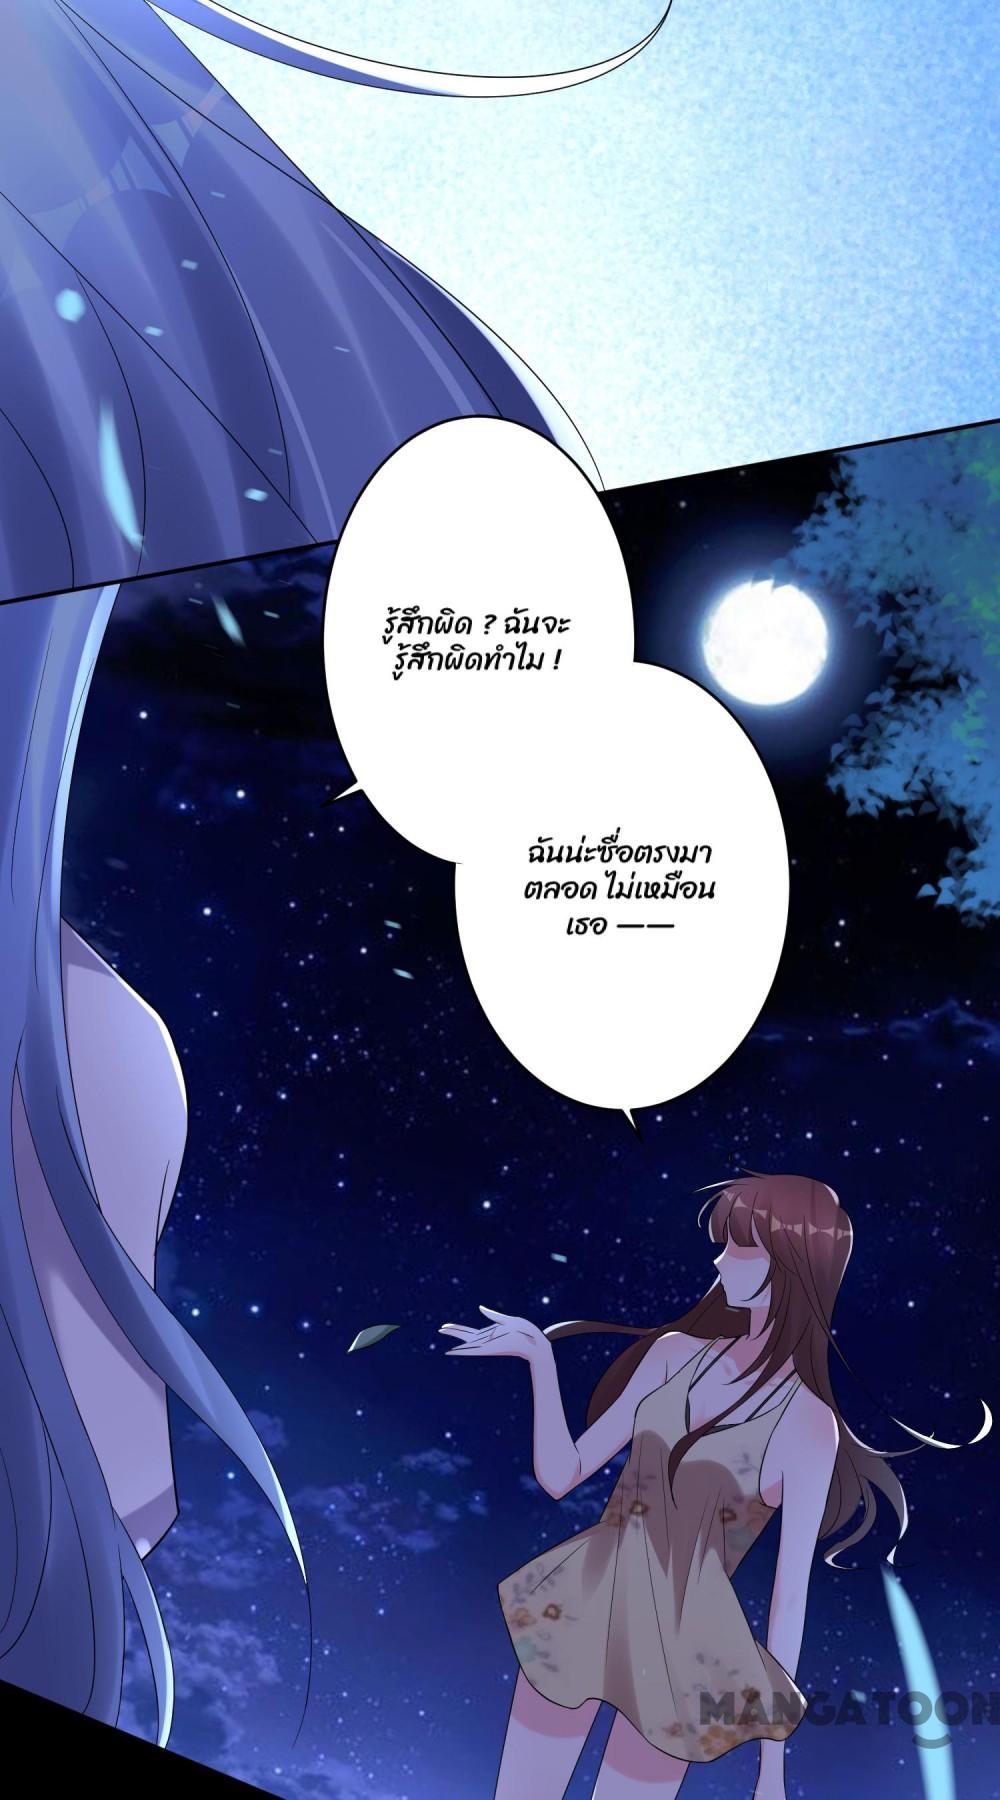 รู้สึกผิด ? ฉันจะ
รู้สึกผิดทำไม !
ฉันน่ะซื่อตรงมา
ตลอด ไม่เหมือน
เธอ ——
MANGATOON